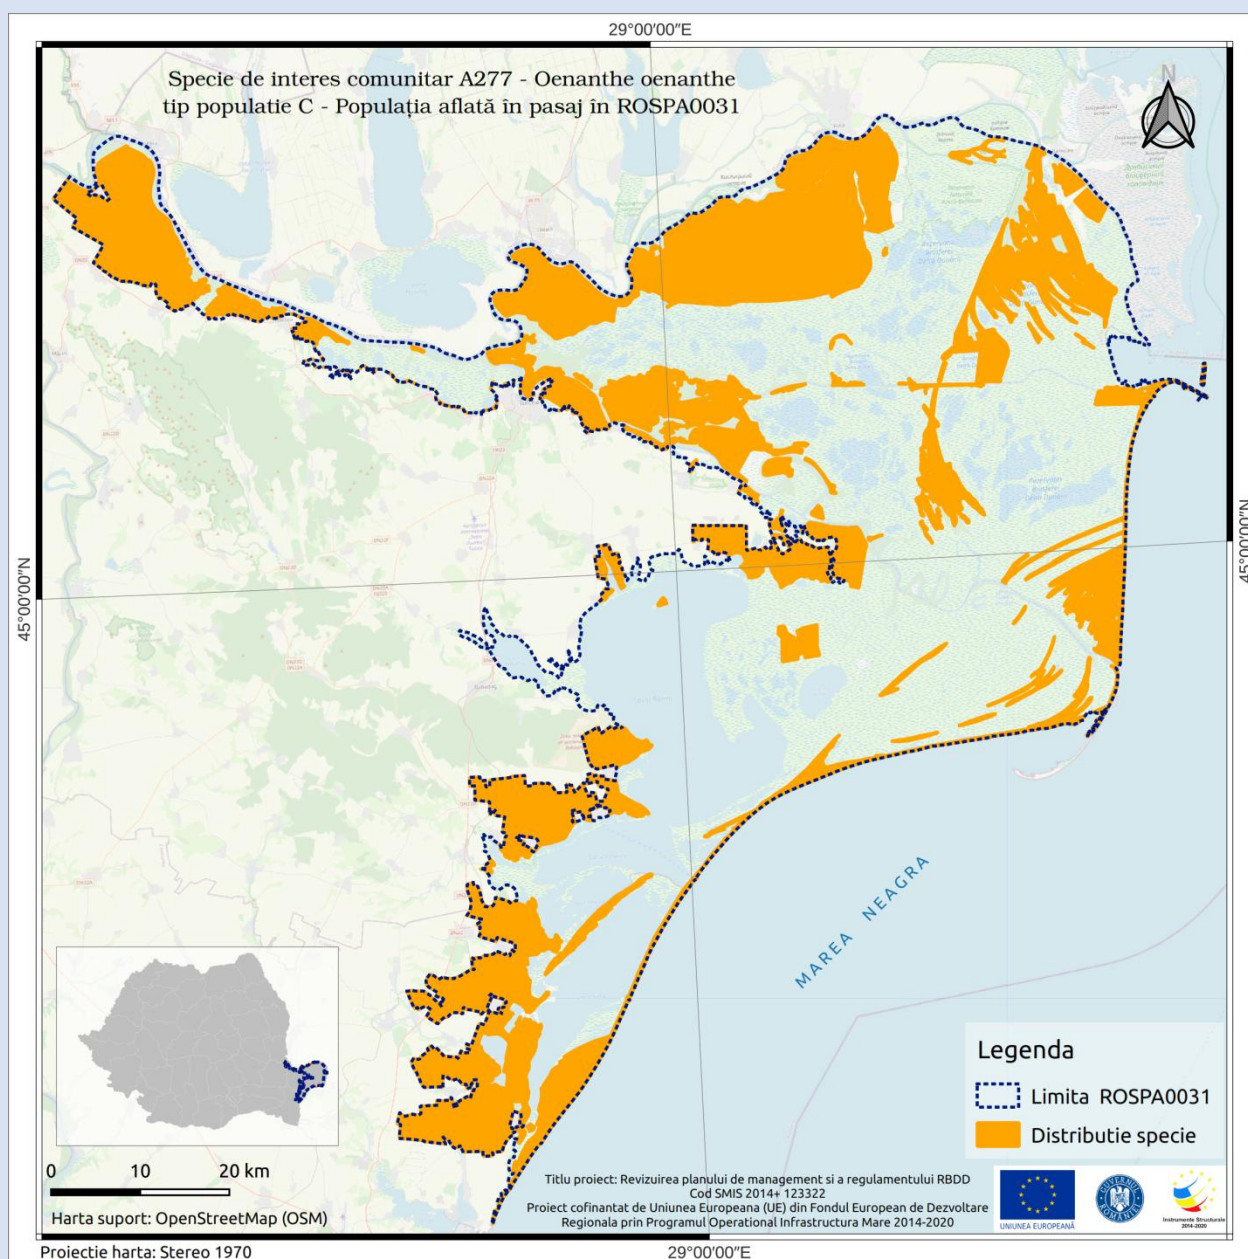 29°00'00"E
Specie de interes comunitar A277 - Oenanthe oenanthe
tip populatie C - Populația aflată în pasaj în ROSPA0031
N
45°00'00"N
45°00'00"N
MAREA NEAGRA
Legenda
Limita ROSPA0031
Distributie specie
0 10 20 km
Harta suport: OpenStreetMap (OSM)
Titlu proiect: Revizuirea planului de management si a regulamentului RBDD
Cod SMIS 2014+ 123322
Proiect cofinantat de Uniunea Europeana (UE) din Fondul European de Dezvoltare
Regionala prin Programul Operational Infrastructura Mare 2014-2020
UNIUNEA EUROPEANĂ
GUVERNUL ROMÂNIEI
Instrumente Structurale
2014-2020
Proiectie harta: Stereo 1970
29°00'00"E